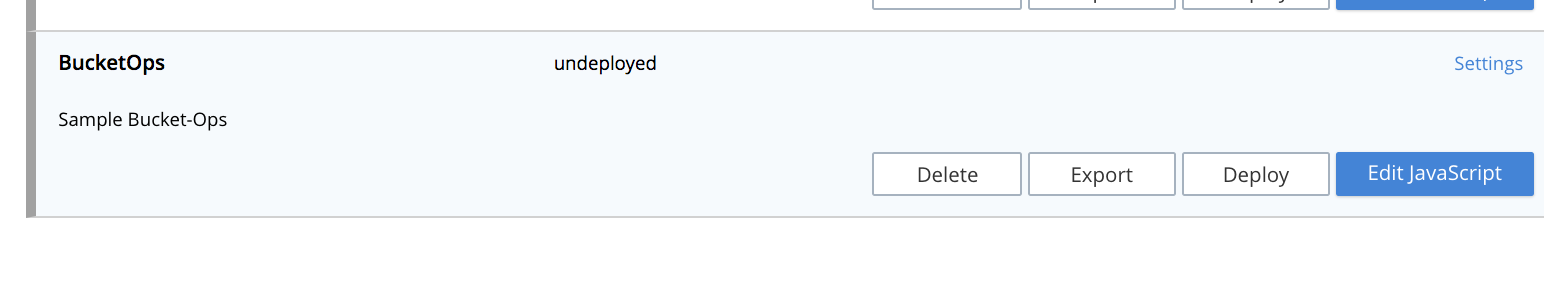 BucketOps undeployed Settings
Sample Bucket-Ops
Delete Export Deploy Edit JavaScript